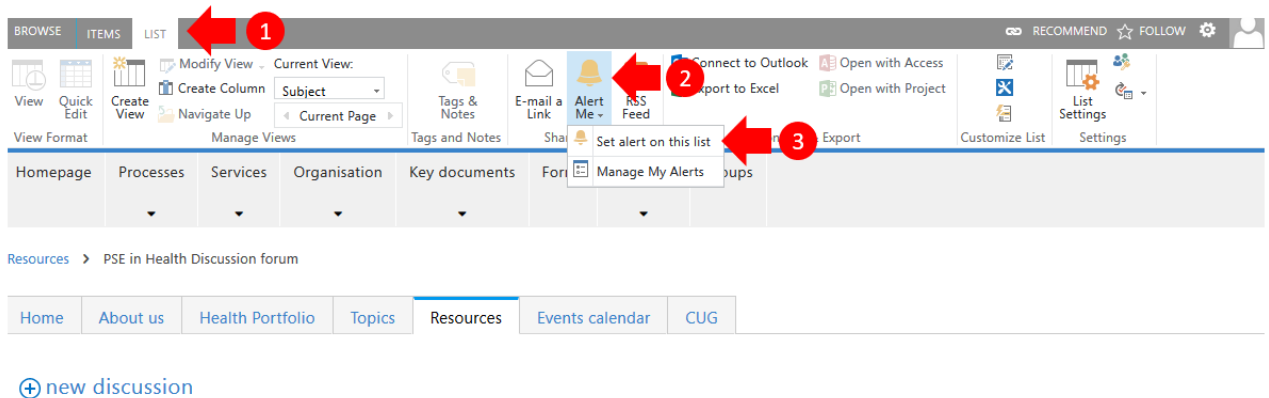 BROWSE ITEMS LIST 1 RECOMMEND FOLLOW
Modify View Current View: 2 Connect to Outlook Open with Access
View Quick Edit Create View Create Column Subject Tags & Notes E-mail a Link Alert Me RSS Feed Export to Excel Open with Project List Settings
Navigate Up Current Page
View Format Manage Views Tags and Notes Export Customize List Settings
Set alert on this list 3
Manage My Alerts
Homepage Processes Services Organisation Key documents
Resources > PSE in Health Discussion forum
Home About us Health Portfolio Topics Resources Events calendar CUG
new discussion